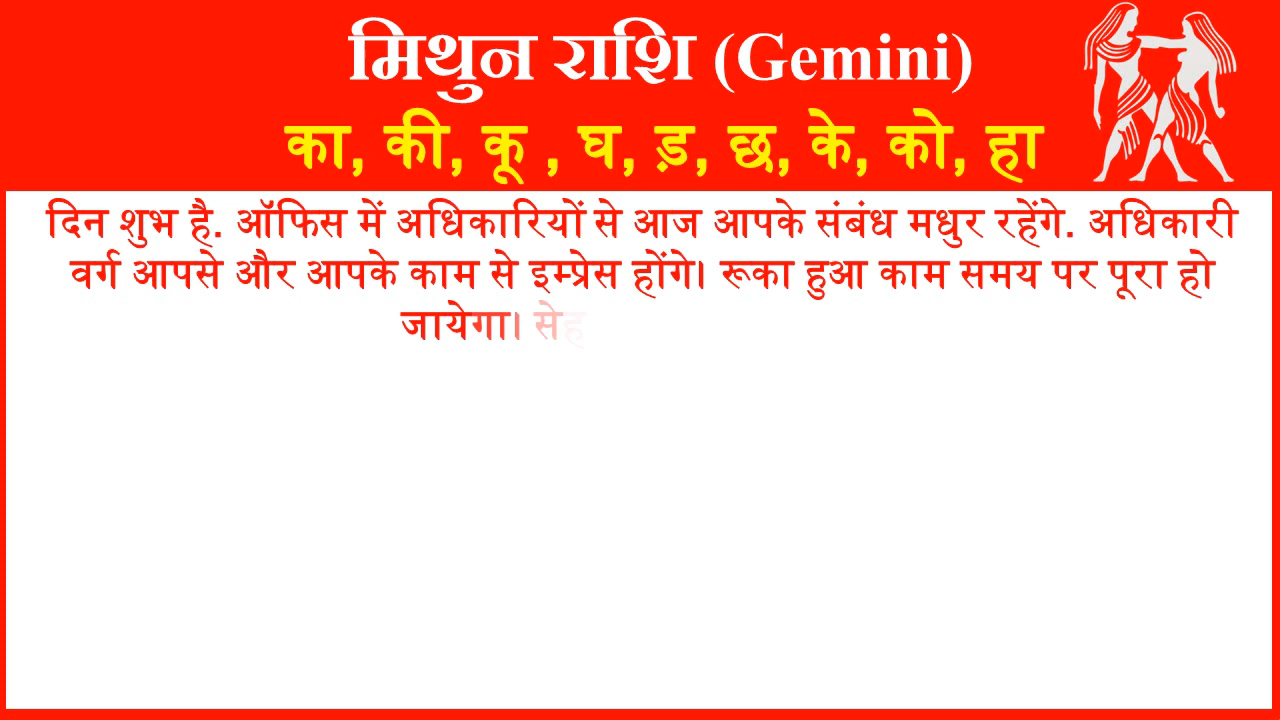 मिथुन राशि (Gemini)
का, की, कू , घ, ड़, छ, के, को, हा
दिन शुभ है. ऑफिस में अधिकारियों से आज आपके संबंध मधुर रहेंगे. अधिकारी
वर्ग आपसे और आपके काम से इम्प्रेस होंगे। रूका हुआ काम समय पर पूरा हो
जायेगा।